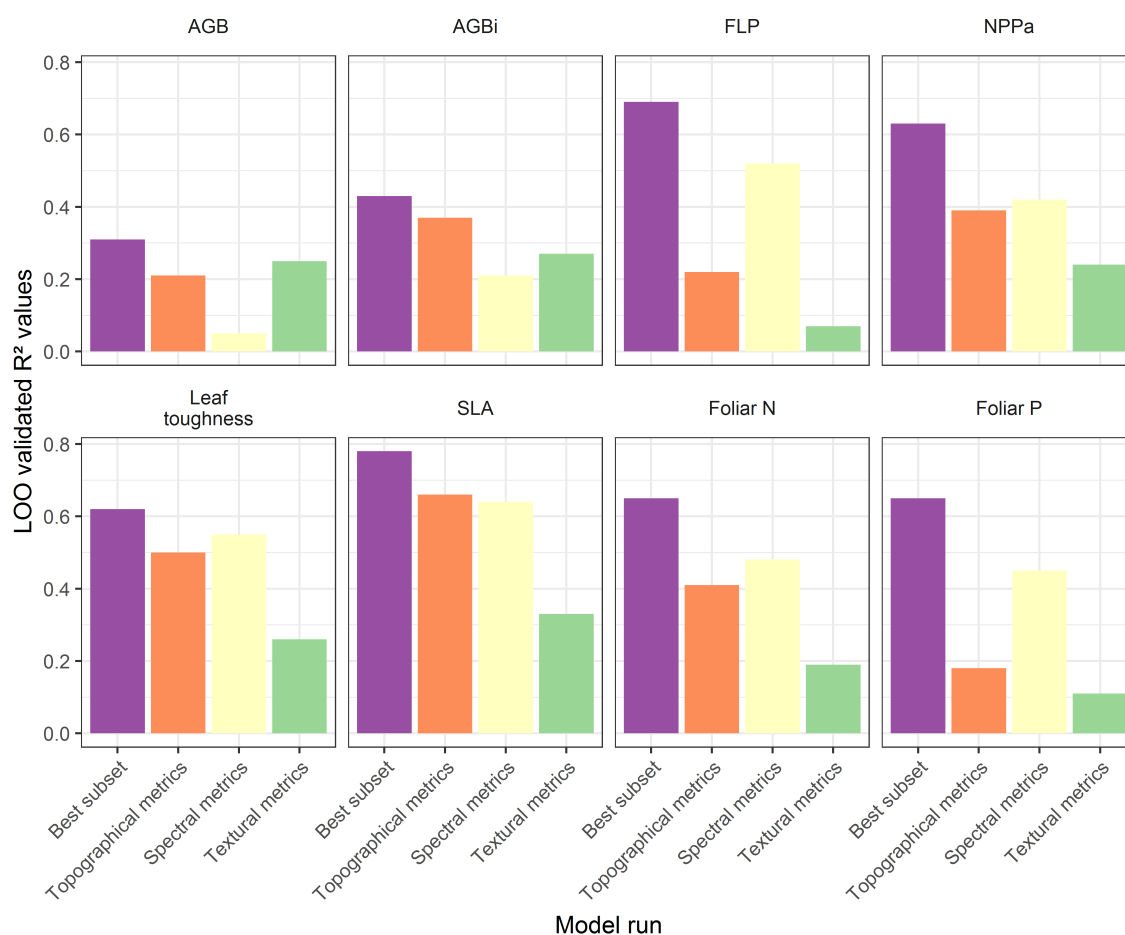 AGB
AGBi
FLP
NPPa
0.8
0.6
0.4
0.2
0.0
Leaf
toughness
SLA
Foliar N
Foliar P
0.8
0.6
0.4
0.2
0.0
LOO validated R² values
Best subset
Topographical metrics
Spectral metrics
Textural metrics
Best subset
Topographical metrics
Spectral metrics
Textural metrics
Best subset
Topographical metrics
Spectral metrics
Textural metrics
Best subset
Topographical metrics
Spectral metrics
Textural metrics
Model run